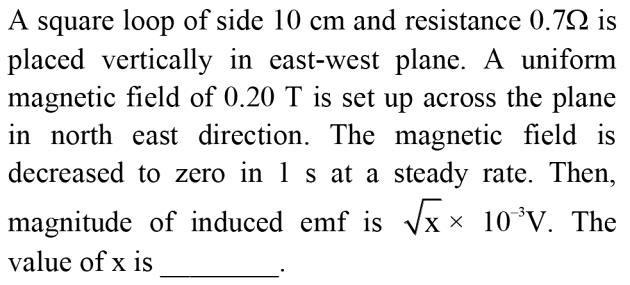 A square loop of side 10 cm and resistance 0.7Ω is
placed vertically in east-west plane. A uniform
magnetic field of 0.20 T is set up across the plane
in north east direction. The magnetic field is
decreased to zero in 1 s at a steady rate. Then,
magnitude of induced emf is √x × 10⁻³V. The
value of x is ________.